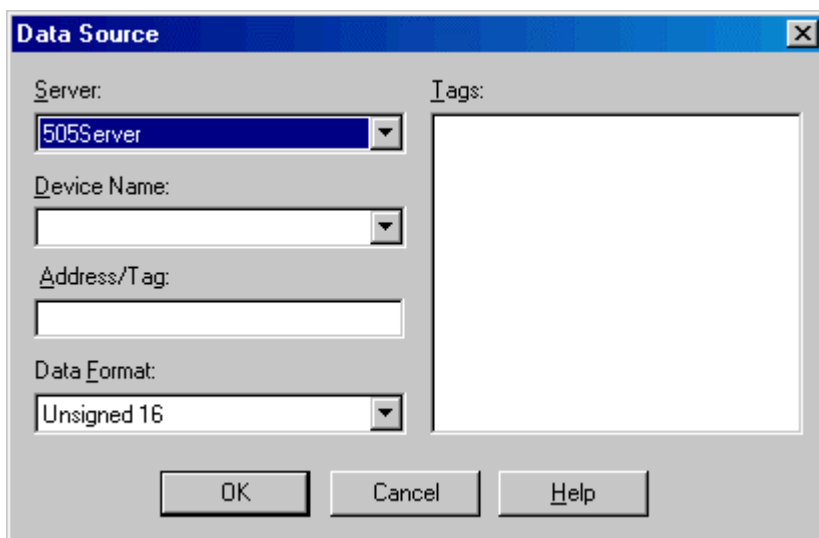 Data Source
Server:
505Server
Device Name:
Address/Tag:
Data Format:
Unsigned 16
Tags:
OK
Cancel
Help